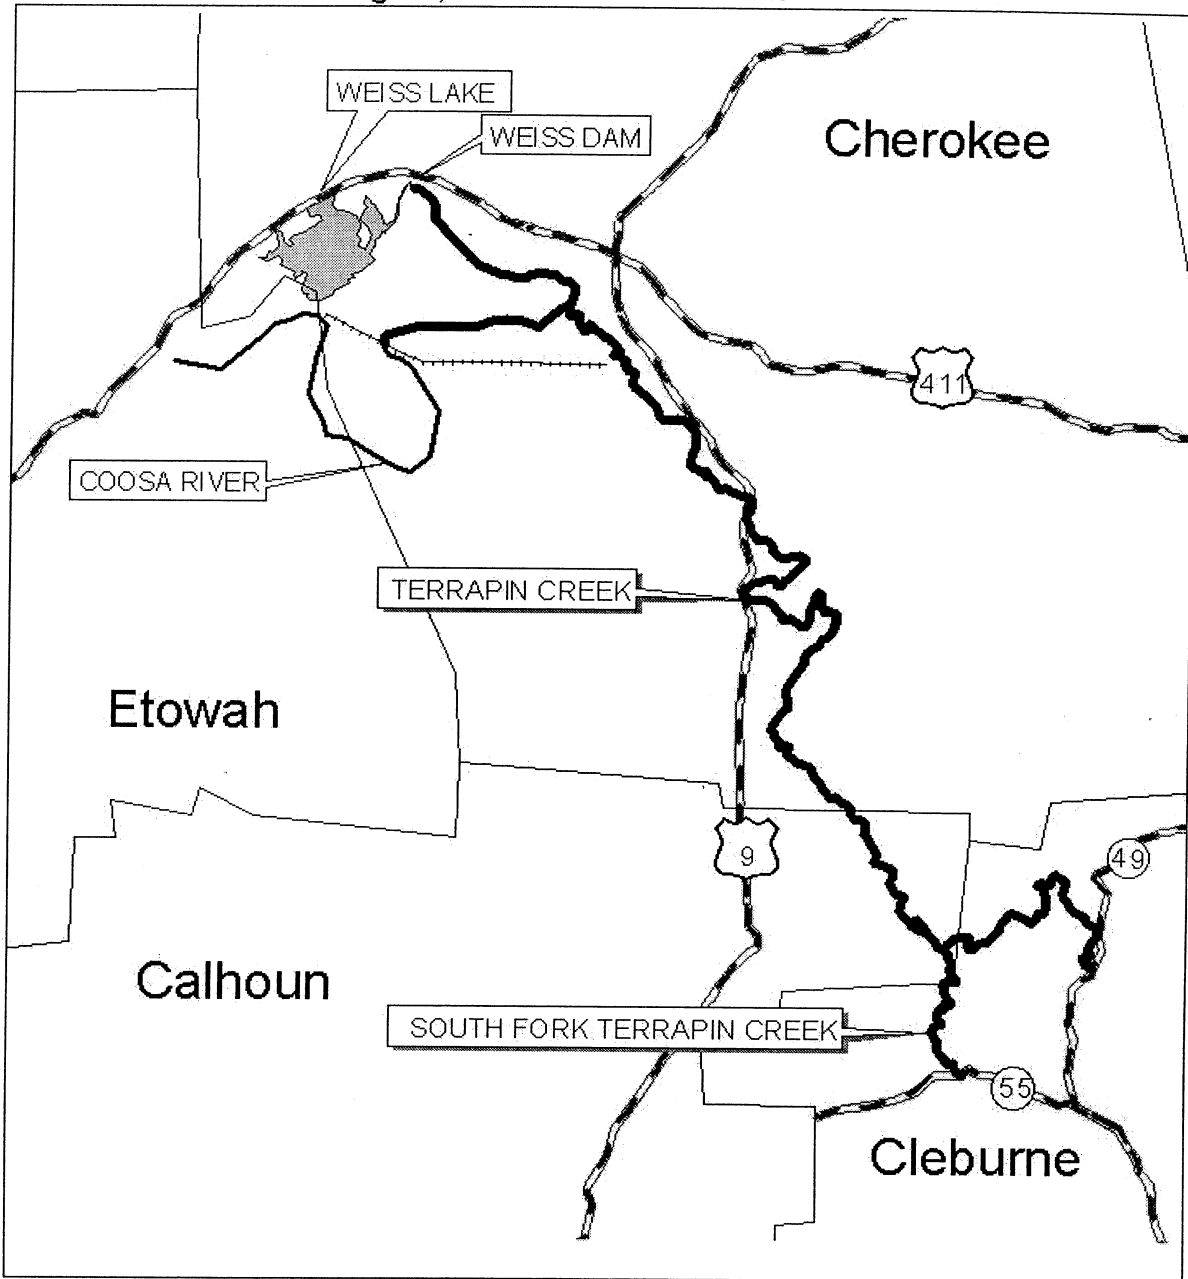 WEISS LAKE
WEISS DAM
Cherokee
411
COOSA RIVER
TERRAPIN CREEK
Etowah
9
49
Calhoun
SOUTH FORK TERRAPIN CREEK
55
Cleburne